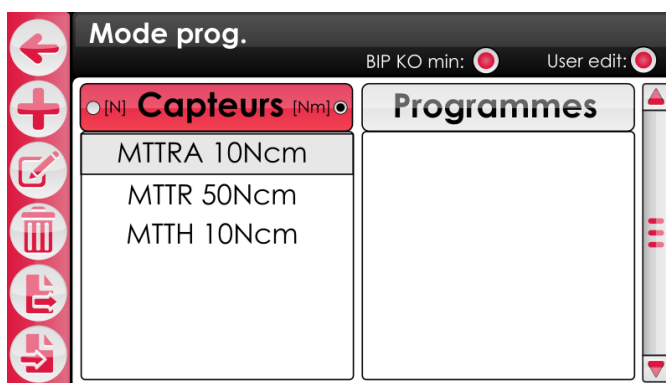 Mode prog.
BIP KO min: User edit:
[N] Capteurs [Nm] Programmes
MTTRA 10Ncm
MTTR 50Ncm
MTTH 10Ncm